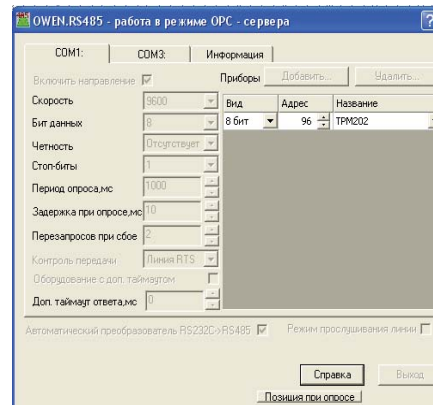 OWEN.RS485 - работа в режиме OPC - сервера ?
COM1: COM3: Информация
Включить направление Приборы Добавить... Удалить...
Скорость 9600 Вид Адрес Название
Бит данных 8 8 бит 96 ТРМ202
Четность Отсутствует
Стоп-биты 1
Период опроса,мс 1000
Задержка при опросе,мс 10
Перезапросов при сбое 2
Контроль передачи Линия RTS
Оборудование с доп. таймаутом
Доп. таймаут ответа,мс 0
Автоматический преобразователь RS232C->RS485 Режим прослушивания линии
Справка Выход
Позиция при опросе